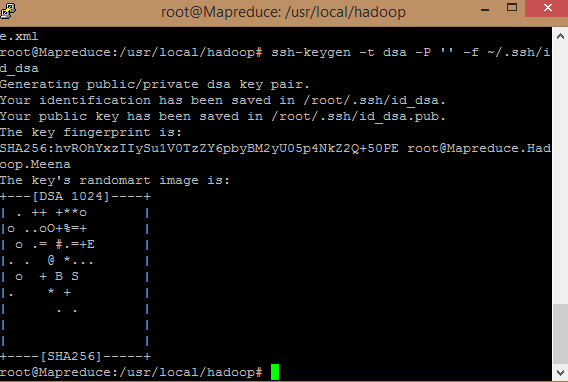 root@Mapreduce: /usr/local/hadoop
e.xml
root@Mapreduce:/usr/local/hadoop# ssh-keygen -t dsa -P '' -f ~/.ssh/i
d_dsa
Generating public/private dsa key pair.
Your identification has been saved in /root/.ssh/id_dsa.
Your public key has been saved in /root/.ssh/id_dsa.pub.
The key fingerprint is:
SHA256:hvROhYxzIIySu1V0TzZY6pbyBM2yU05p4NkZ2Q+50PE root@Mapreduce.Had
oop.Meena
The key's randomart image is:
+---[DSA 1024]----+
| . ++ +**o       |
|o ..oO+%=+       |
| o .= #.=+E      |
|. .  @ *...      |
| o  + B S        |
|.    * +         |
|      . .        |
|                 |
|                 |
+----[SHA256]-----+
root@Mapreduce:/usr/local/hadoop#